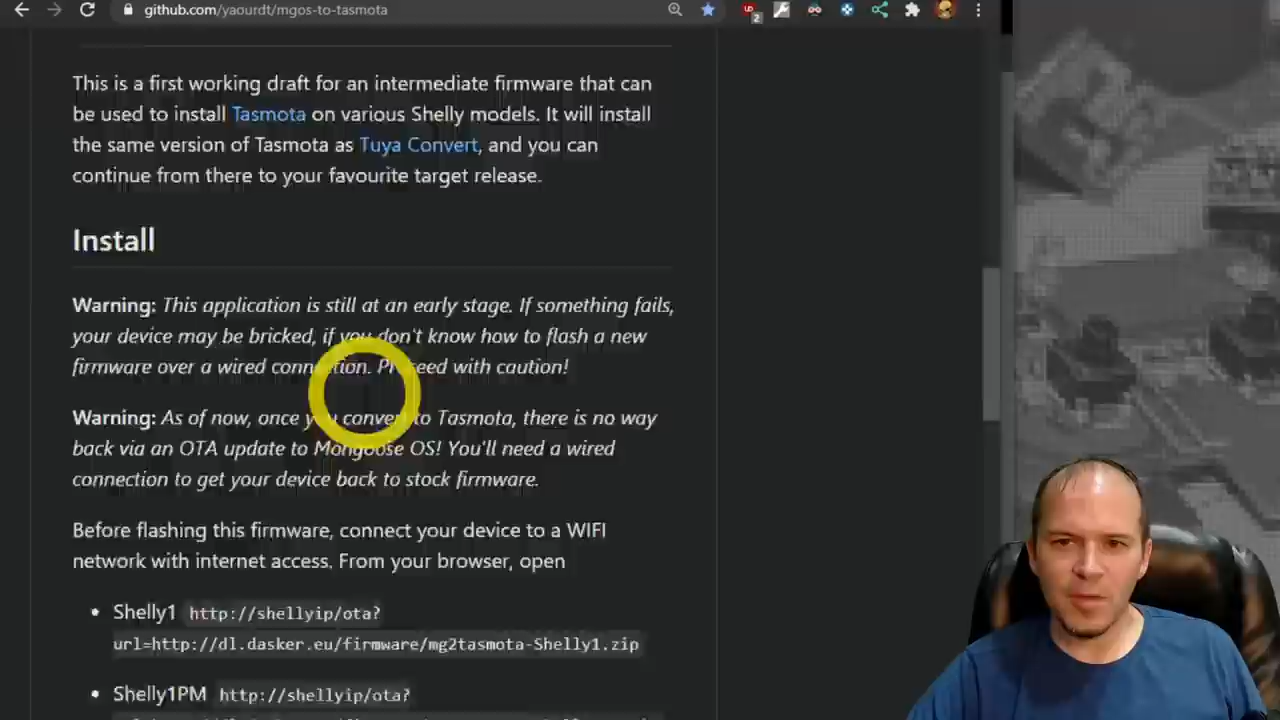 github.com/yaourdt/mgos-to-tasmota
2
This is a first working draft for an intermediate firmware that can
be used to install Tasmota on various Shelly models. It will install
the same version of Tasmota as Tuya Convert, and you can
continue from there to your favourite target release.
Install
Warning: This application is still at an early stage. If something fails,
your device may be bricked, if you don't know how to flash a new
firmware over a wired connection. Proceed with caution!
Warning: As of now, once you convert to Tasmota, there is no way
back via an OTA update to Mongoose OS! You'll need a wired
connection to get your device back to stock firmware.
Before flashing this firmware, connect your device to a WIFI
network with internet access. From your browser, open
Shelly1 http://shellyip/ota?
url=http://dl.dasker.eu/firmware/mg2tasmota-Shelly1.zip
Shelly1PM http://shellyip/ota?